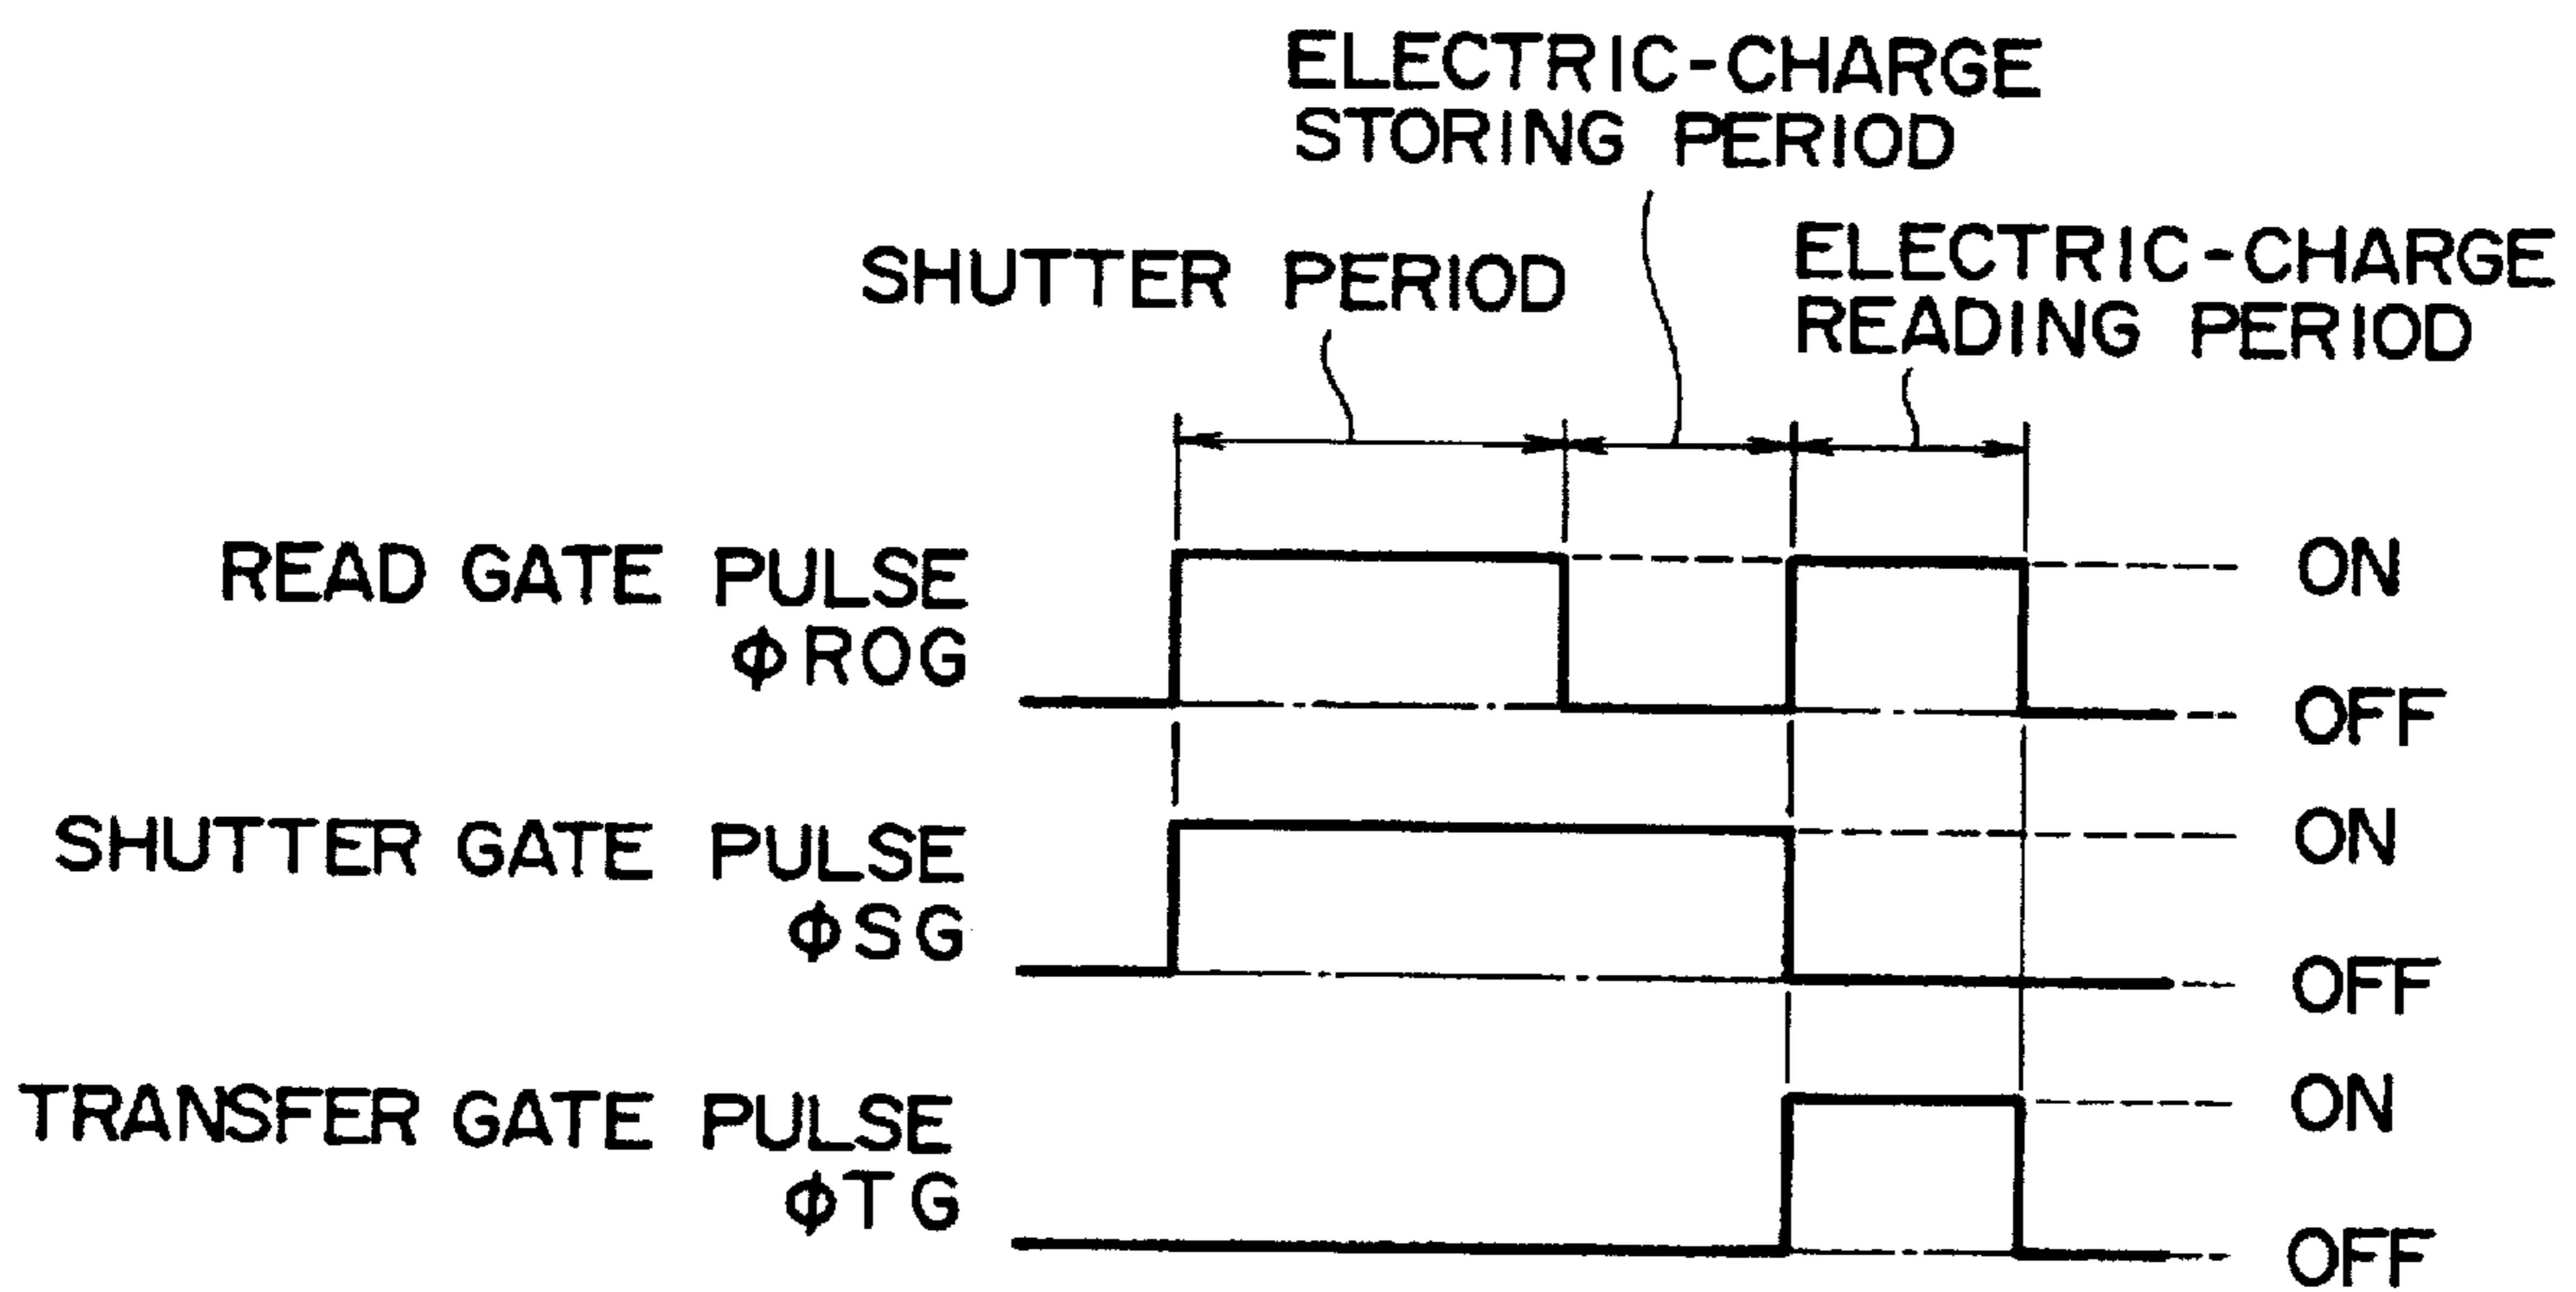 ELECTRIC-CHARGE
STORING PERIOD
SHUTTER PERIOD
ELECTRIC-CHARGE
READING PERIOD
READ GATE PULSE
ϕROG
ON
OFF
SHUTTER GATE PULSE
ϕSG
ON
OFF
TRANSFER GATE PULSE
ϕTG
ON
OFF